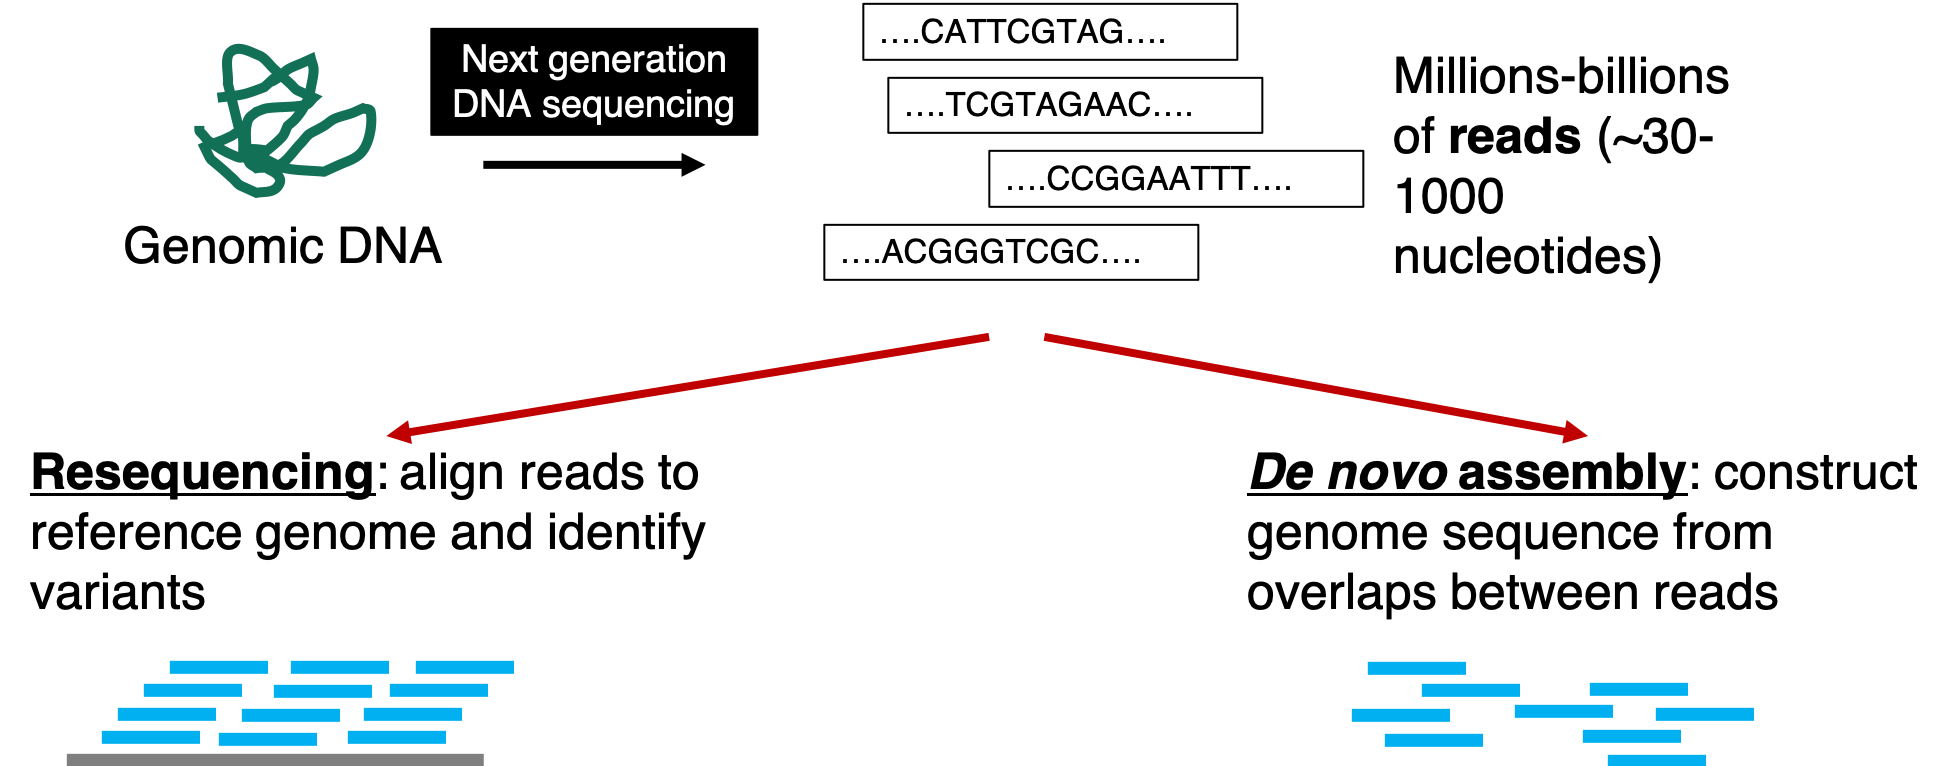 Next generation
DNA sequencing
Genomic DNA
....CATTCGTAG....
....TCGTAGAAC....
....CCGGAATTT....
....ACGGGTCGC....
Millions-billions
of reads (~30-
1000
nucleotides)
Resequencing: align reads to
reference genome and identify
variants
De novo assembly: construct
genome sequence from
overlaps between reads